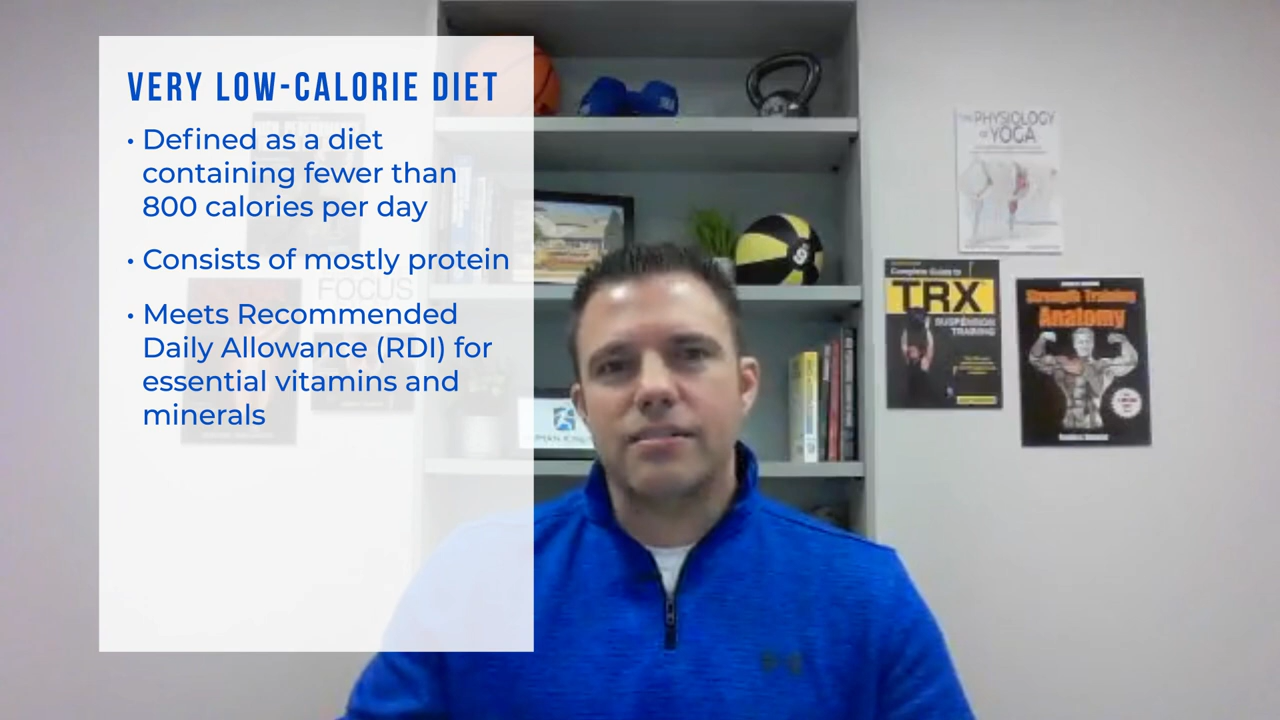 VERY LOW-CALORIE DIET
• Defined as a diet
containing fewer than
800 calories per day
• Consists of mostly protein
• Meets Recommended
Daily Allowance (RDI) for
essential vitamins and
minerals
FOCUS
PHYSIOLOGY
of YOGA
Complete Guide to
TRX
SUSPENSION
TRAINING
Strength Training
Anatomy